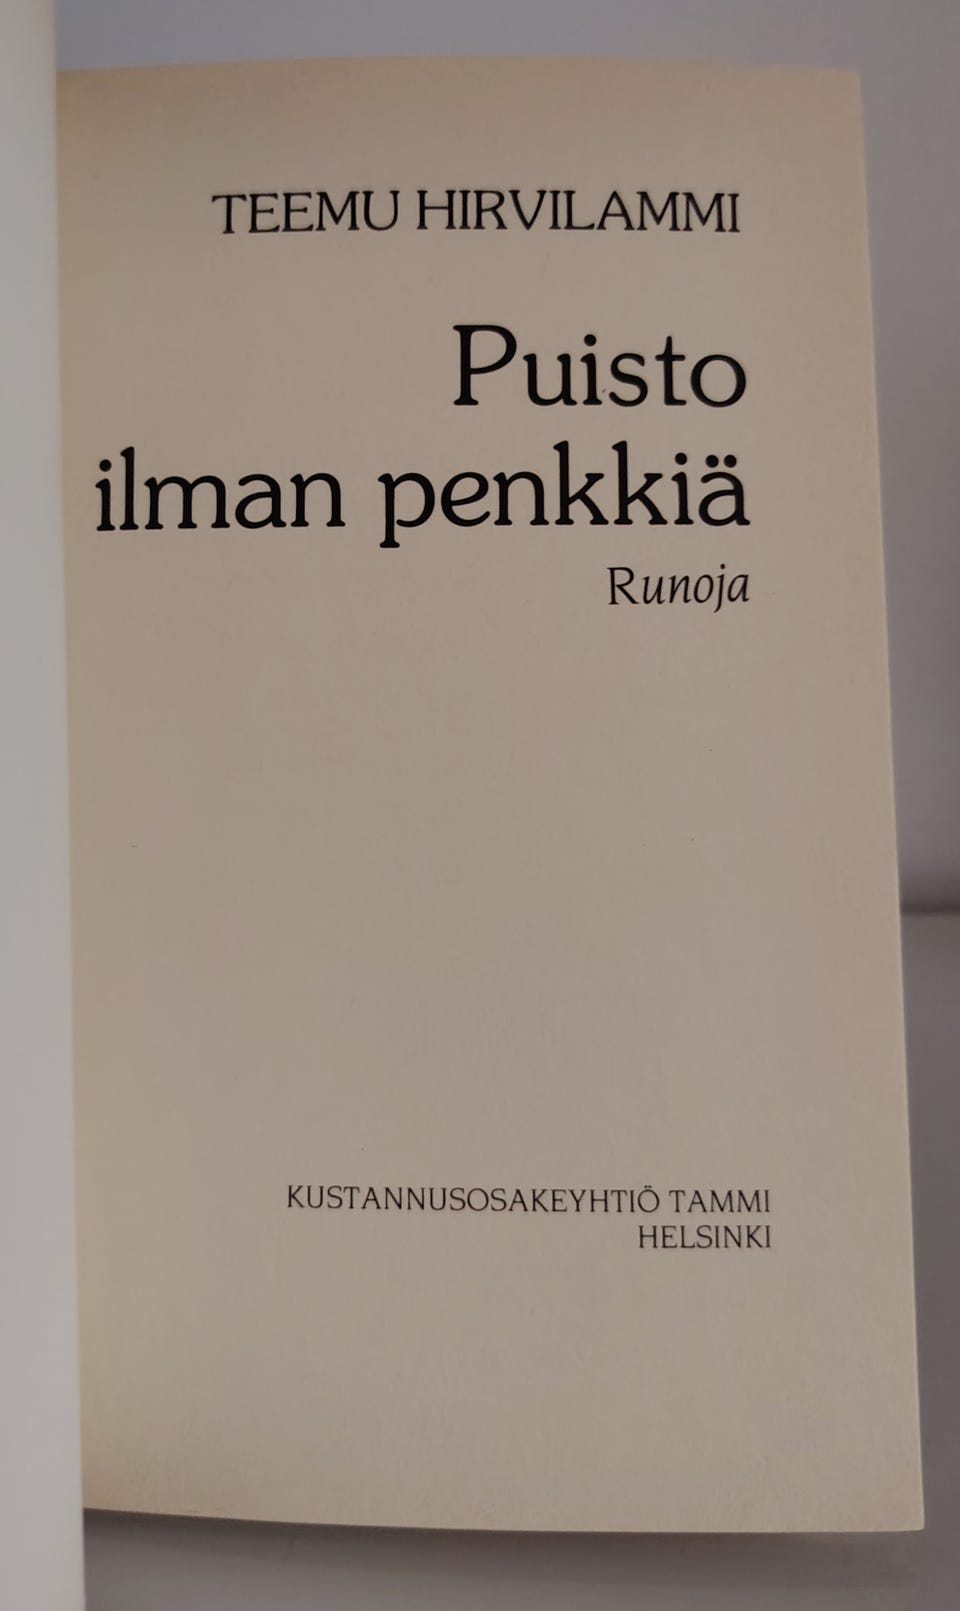 TEEMU HIRVILAMMI
Puisto
ilman penkkiä
Runoja
KUSTANNUSOSAKEYHTIÖ TAMMI
HELSINKI